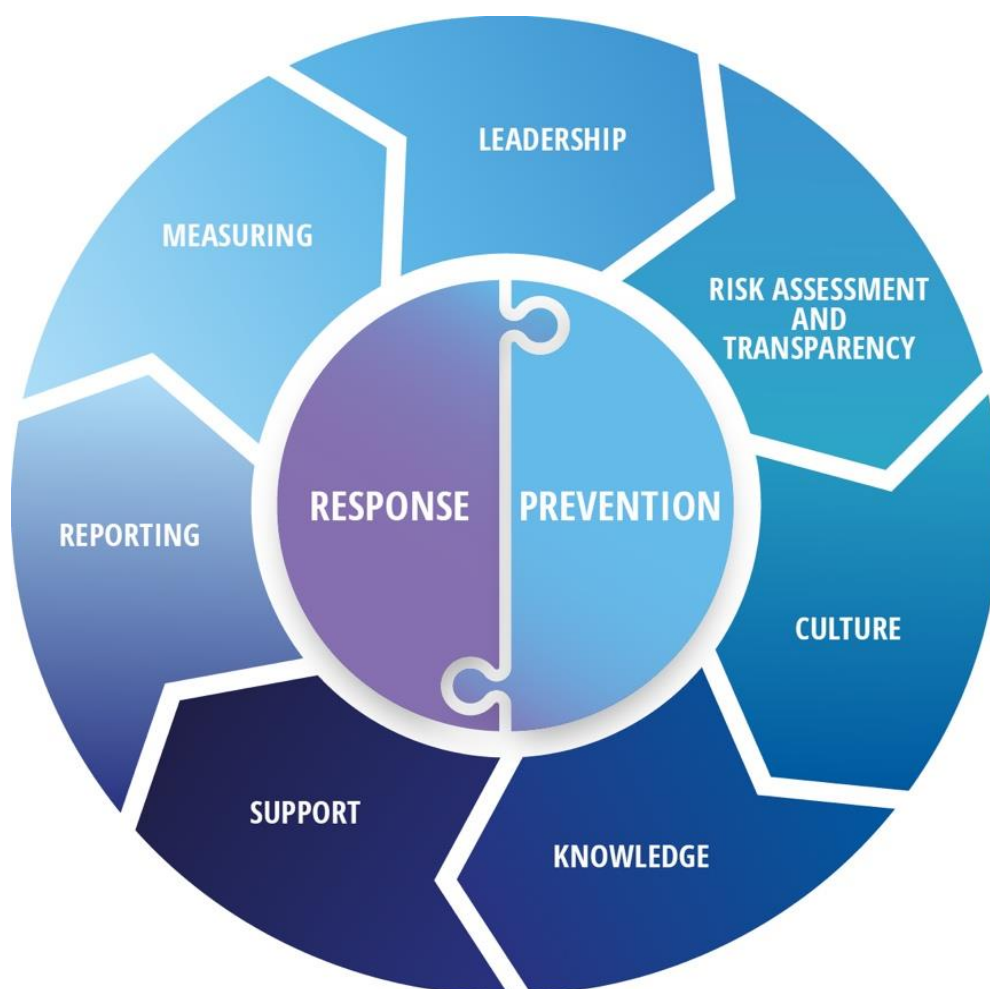 LEADERSHIP
RISK ASSESSMENT
AND
TRANSPARENCY
CULTURE
KNOWLEDGE
SUPPORT
REPORTING
MEASURING
RESPONSE
PREVENTION